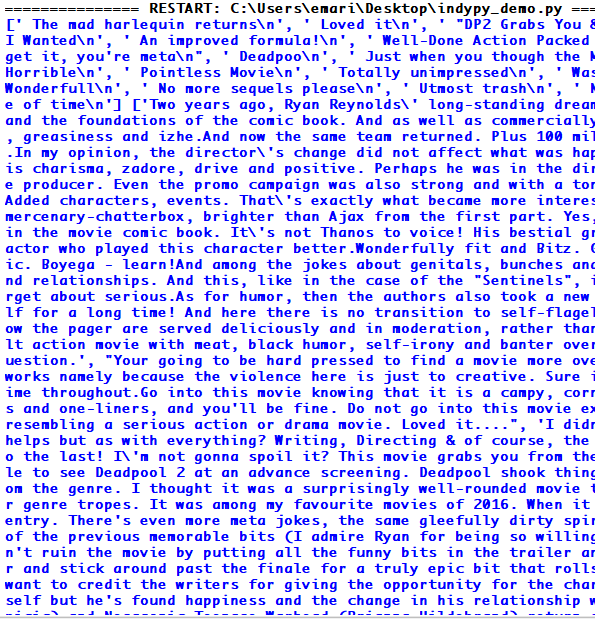 =============== RESTART: C:\Users\emari\Desktop\indypy_demo.py ===
[' The mad harlequin returns\n', ' Loved it\n', ' "DP2 Grabs You &
I Wanted\n', ' An improved formula!\n', ' Well-Done Action Packed
get it, you're meta\n", ' Deadpoo\n', ' Just when you though the M
Horrible\n', ' Pointless Movie\n', ' Totally unimpressed\n', ' Was
Wonderfull\n', ' No more sequels please\n', ' Utmost trash\n', '
e of time\n'] ['Two years ago, Ryan Reynolds\' long-standing dream
and the foundations of the comic book. And as well as commercially
, greasiness and izhe.And now the same team returned. Plus 100 mil
.In my opinion, the director\'s change did not affect what was hap
is charisma, zadore, drive and positive. Perhaps he was in the dir
e producer. Even the promo campaign was also strong and with a ton
Added characters, events. That\'s exactly what became more interes
mercenary-chatterbox, brighter than Ajax from the first part. Yes,
in the movie comic book. It\'s not Thanos to voice! His bestial gr
actor who played this character better.Wonderfully fit and Bitz. G
ic. Boyega - learn!And among the jokes about genitals, bunches and
nd relationships. And this, like in the case of the "Sentinels", i
rget about serious.As for humor, then the authors also took a new
lf for a long time! And here there is no transition to self-flagel
ow the pager are served deliciously and in moderation, rather than
lt action movie with meat, black humor, self-irony and banter over
uestion.', "Your going to be hard pressed to find a movie more ove
works namely because the violence here is just to creative. Sure i
ime throughout.Go into this movie knowing that it is a campy, corn
s and one-liners, and you'll be fine. Do not go into this movie ex
resembling a serious action or drama movie. Loved it....", 'I didn
helps but as with everything? Writing, Directing & of course, the
o the last! I\'m not gonna spoil it? This movie grabs you from the
le to see Deadpool 2 at an advance screening. Deadpool shook thing
om the genre. I thought it was a surprisingly well-rounded movie t
r genre tropes. It was among my favourite movies of 2016. When it
entry. There's even more meta jokes, the same gleefully dirty spir
of the previous memorable bits (I admire Ryan for being so willing
n't ruin the movie by putting all the funny bits in the trailer an
r and stick around past the finale for a truly epic bit that rolls
want to credit the writers for giving the opportunity for the char
self but he's found happiness and the change in his relationship w